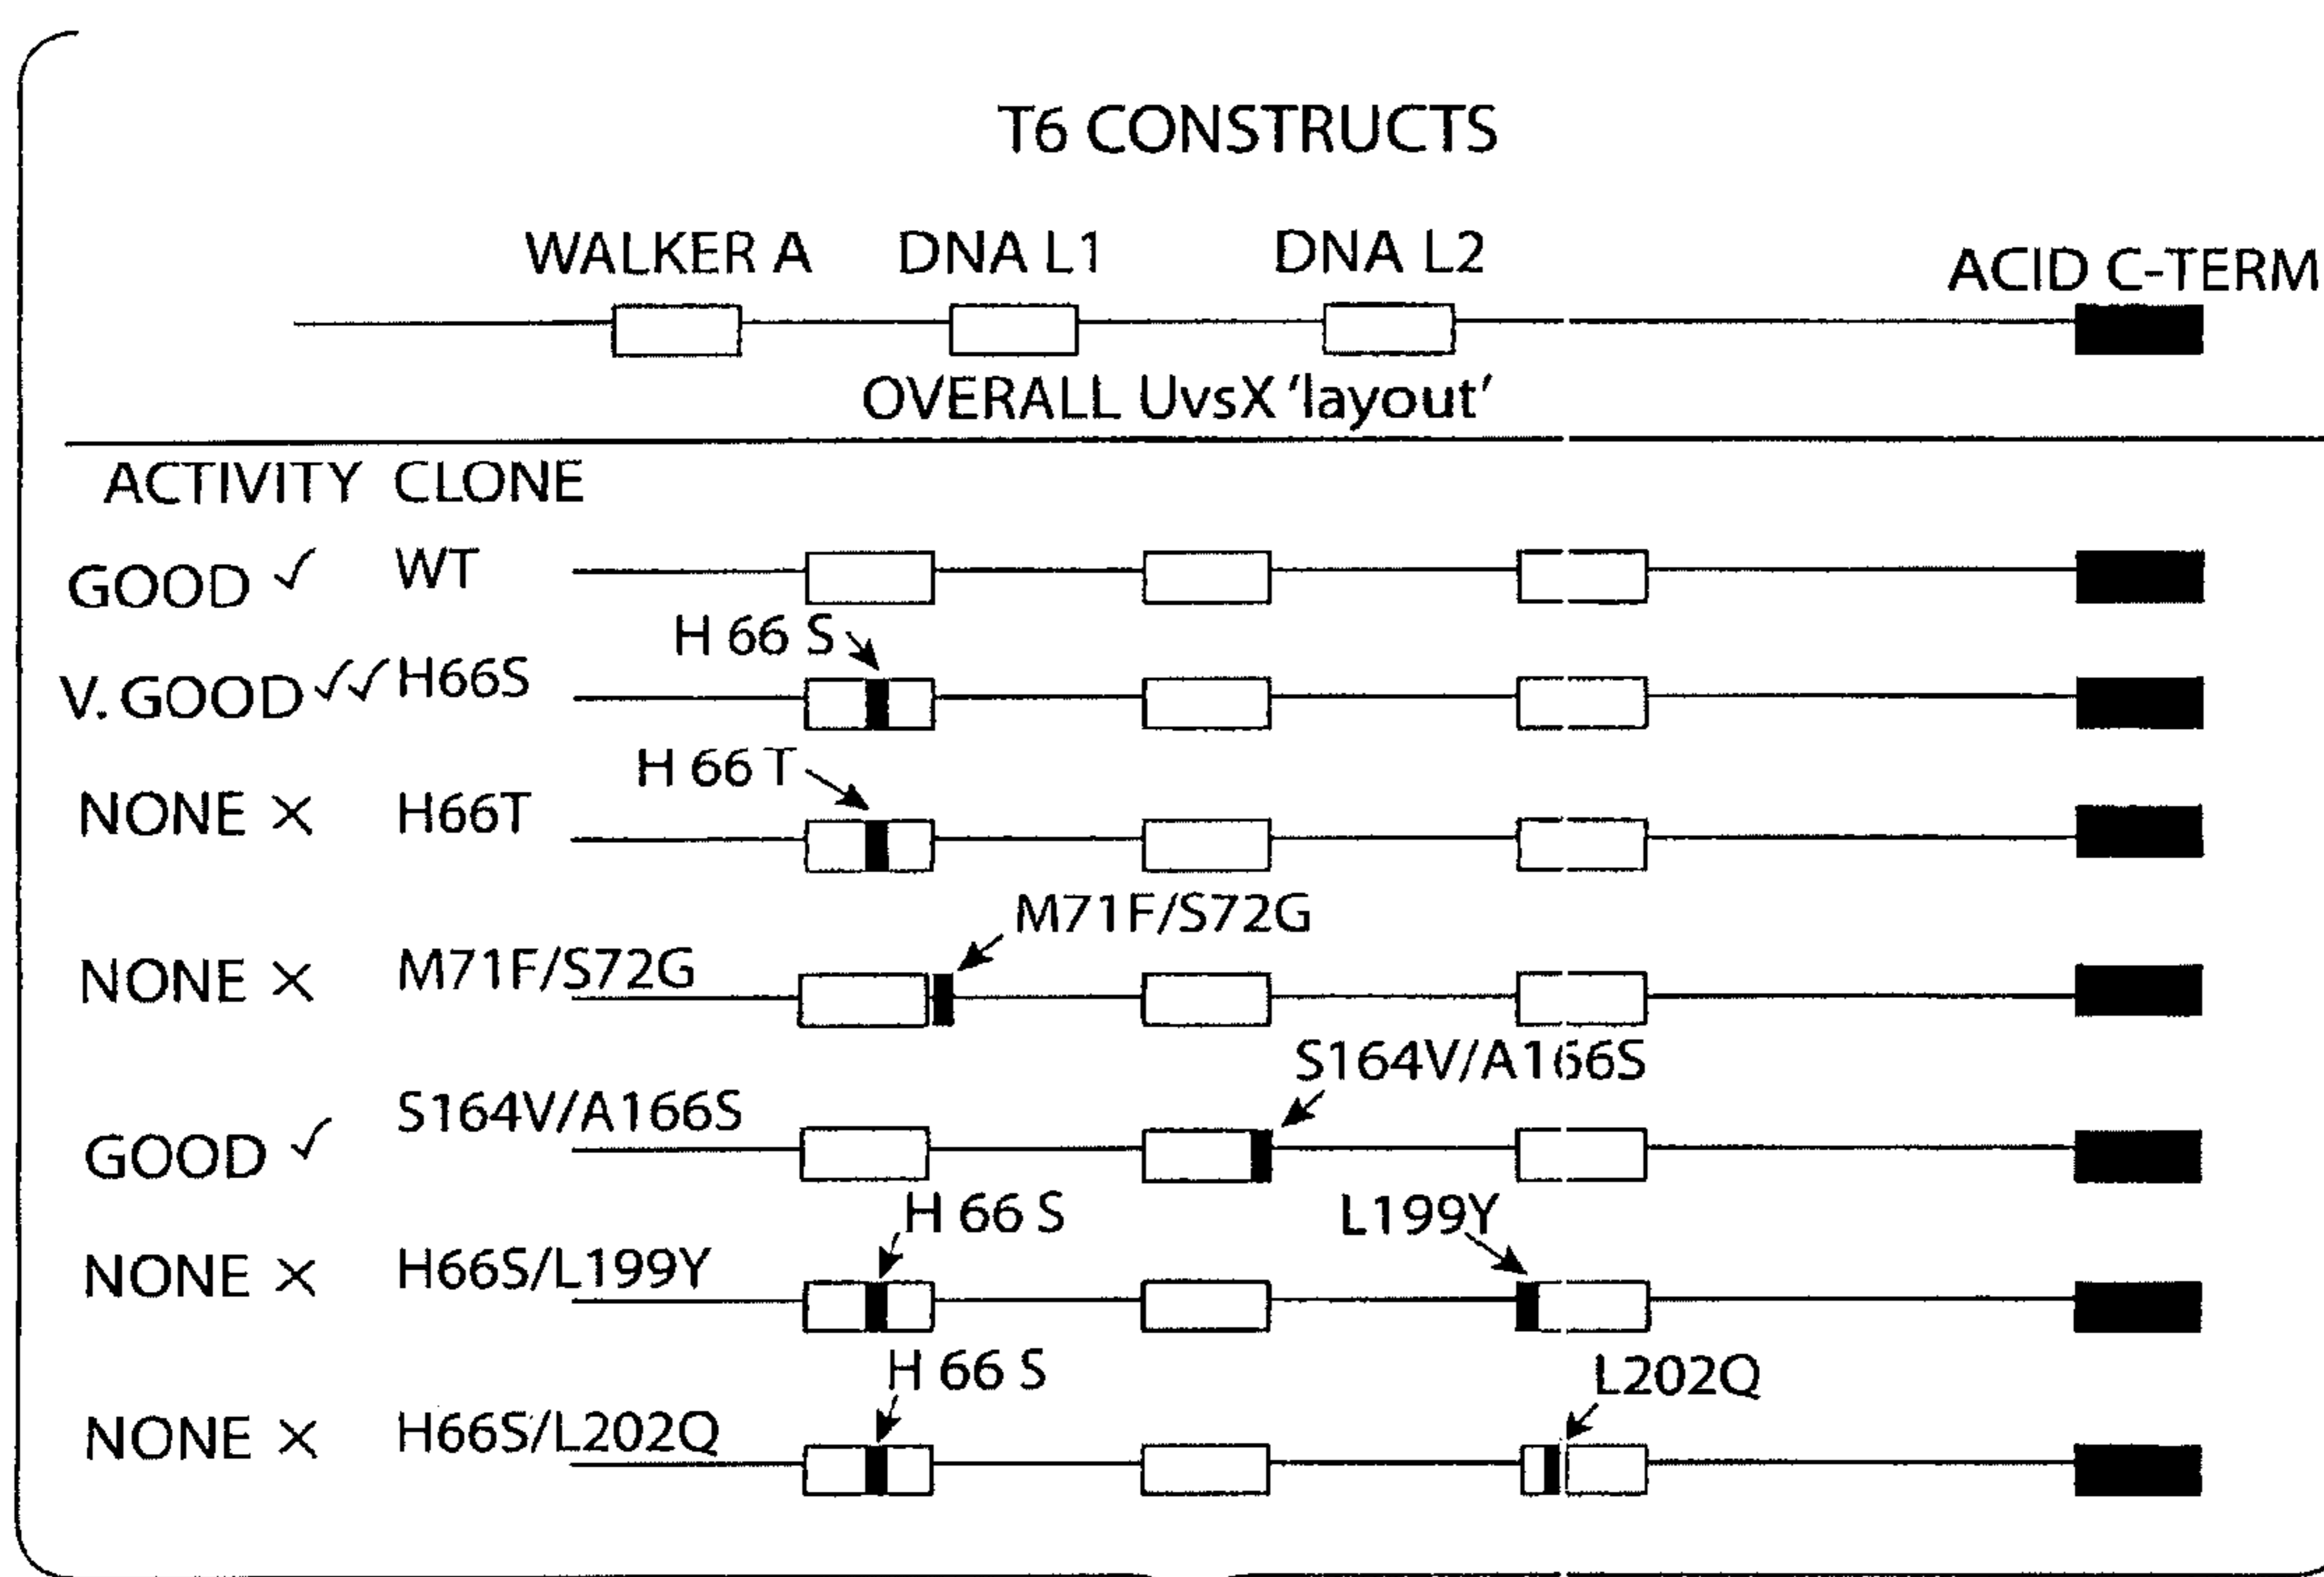 T6 CONSTRUCTS
WALKER A DNA L1 DNA L2 ACID C-TERM
OVERALL UvsX 'layout'
ACTIVITY CLONE
GOOD ✓ WT
H 66 S
V. GOOD ✓✓ H66S
H 66 T
NONE X H66T
M71F/S72G
NONE X M71F/S72G
S164V/A166S
GOOD ✓ S164V/A166S
H 66 S L199Y
NONE X H66S/L199Y
H 66 S L202Q
NONE X H66S/L202Q